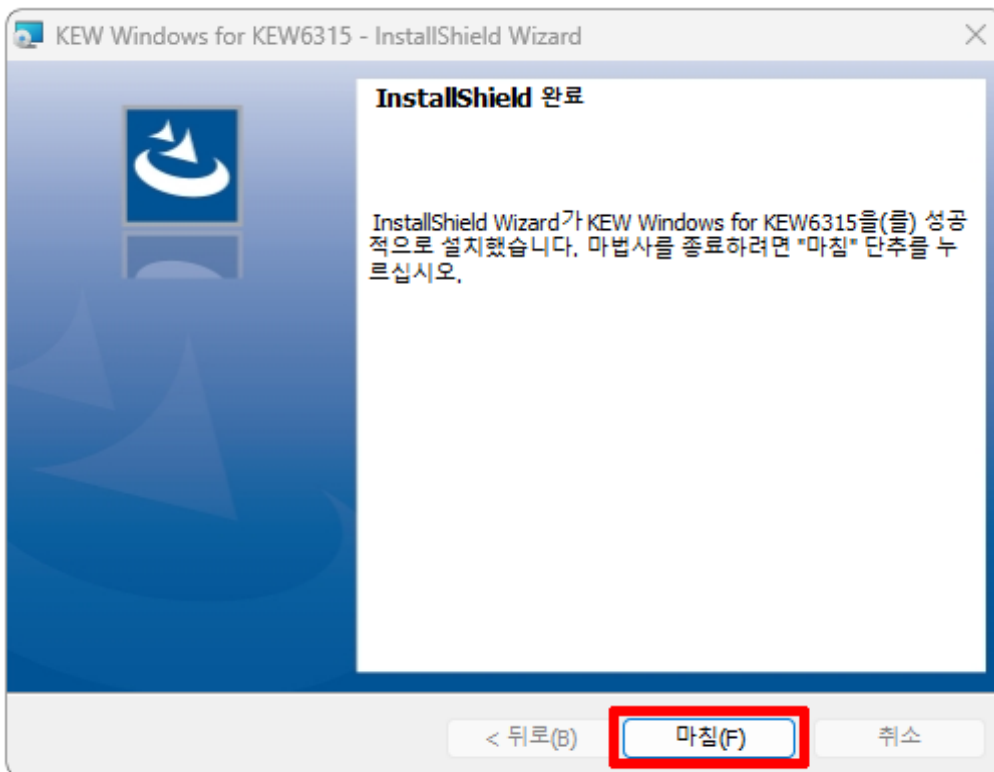 KEW Windows for KEW6315 - InstallShield Wizard
InstallShield 완료
InstallShield Wizard가 KEW Windows for KEW6315을(를) 성공
적으로 설치했습니다. 마법사를 종료하려면 "마침" 단추를 누
르십시오.
< 뒤로(B)
마침(F)
취소